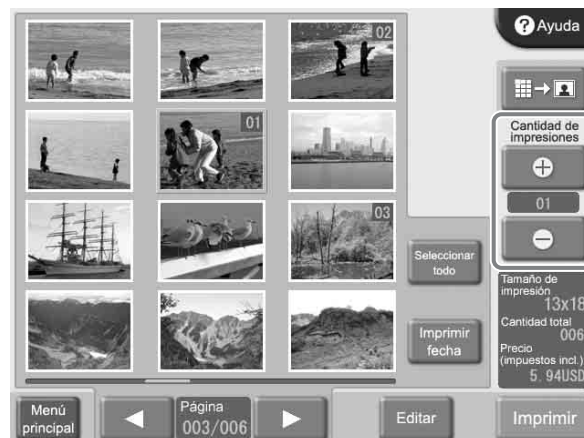 02
? Ayuda
01
Cantidad de
impresiones
01
03
Seleccionar
todo
Tamaño de
impresión
13x18
Cantidad total
006
Imprimir
fecha
Precio
(impuestos incl.)
5. 94USD
Menú
principal
Página
003/006
Editar
Imprimir